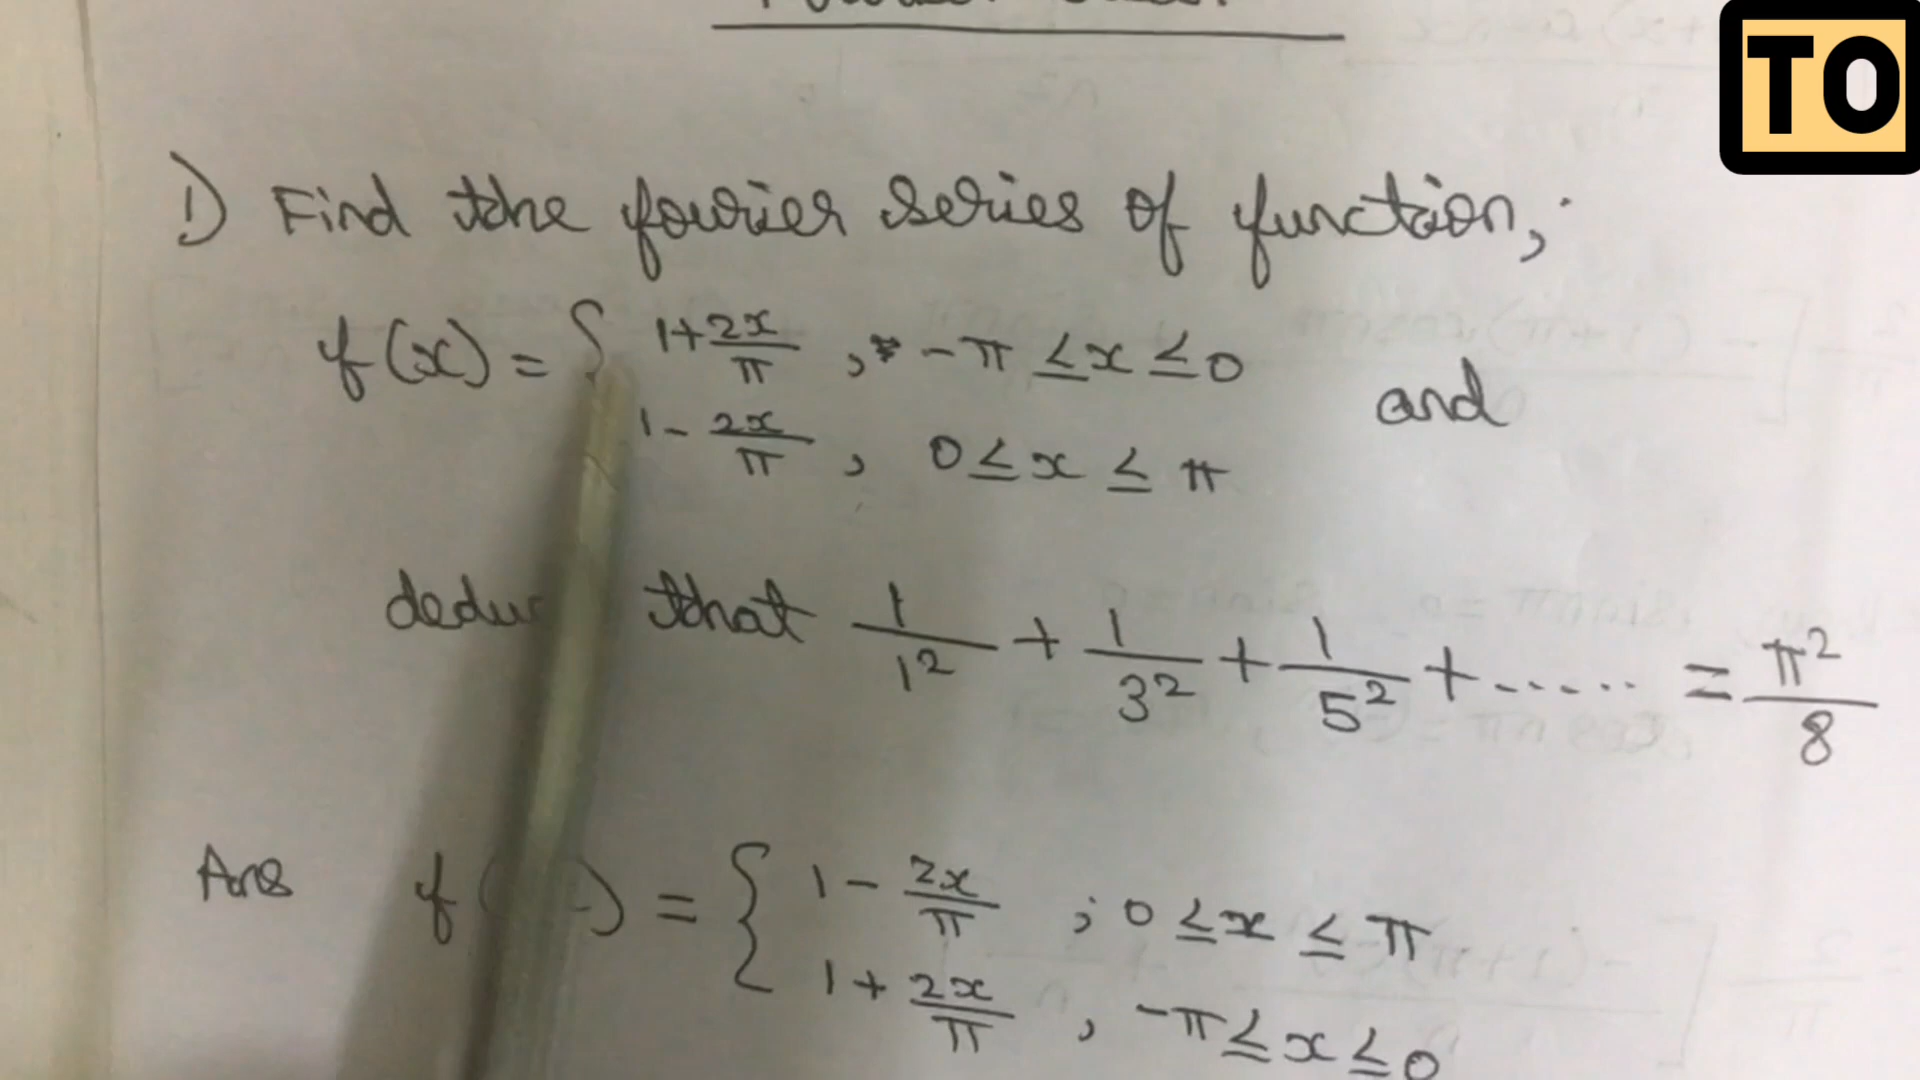 TO
1) Find the fourier series of function,
f(x) = { 1+2x/π , -π ≤ x ≤ 0
1 - 2x/π , 0 ≤ x ≤ π and
that 1/1² + 1/3² + 1/5² + ...... = π²/8
Ans f( ) = { 1 - 2x/π ; 0 ≤ x ≤ π
1 + 2x/π , -π ≤ x ≤ 0